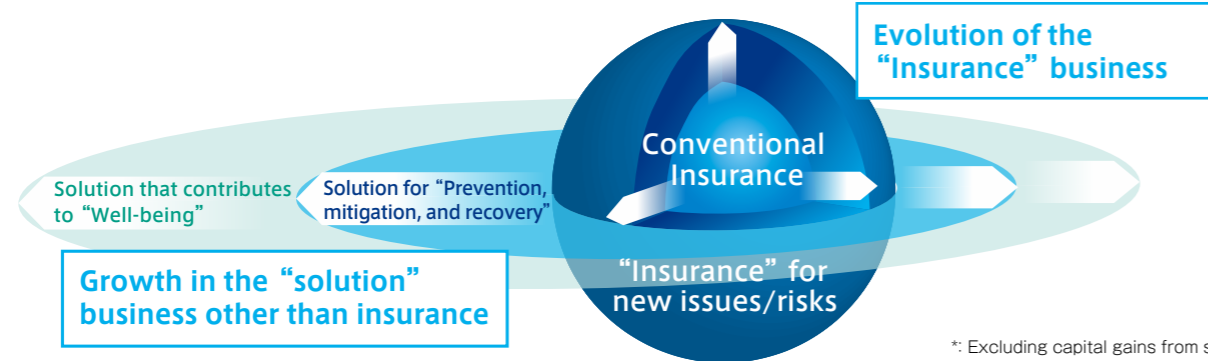 Evolution of the
“Insurance” business
Conventional
Insurance
Solution that contributes
to “Well-being”
Solution for “Prevention,
mitigation, and recovery”
“Insurance” for
new issues/risks
Growth in the “solution”
business other than insurance
*: Excluding capital gains from